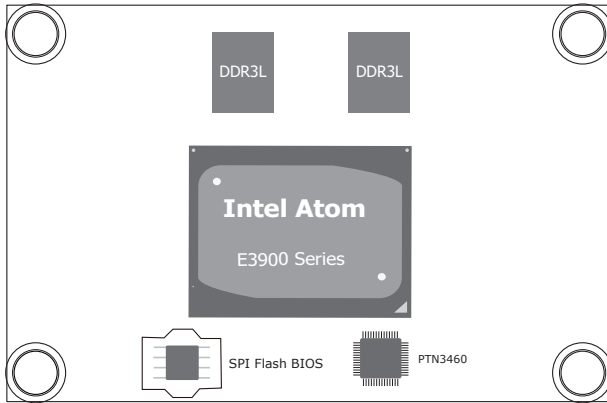 DDR3L
DDR3L
Intel Atom
E3900 Series
SPI Flash BIOS
PTN3460